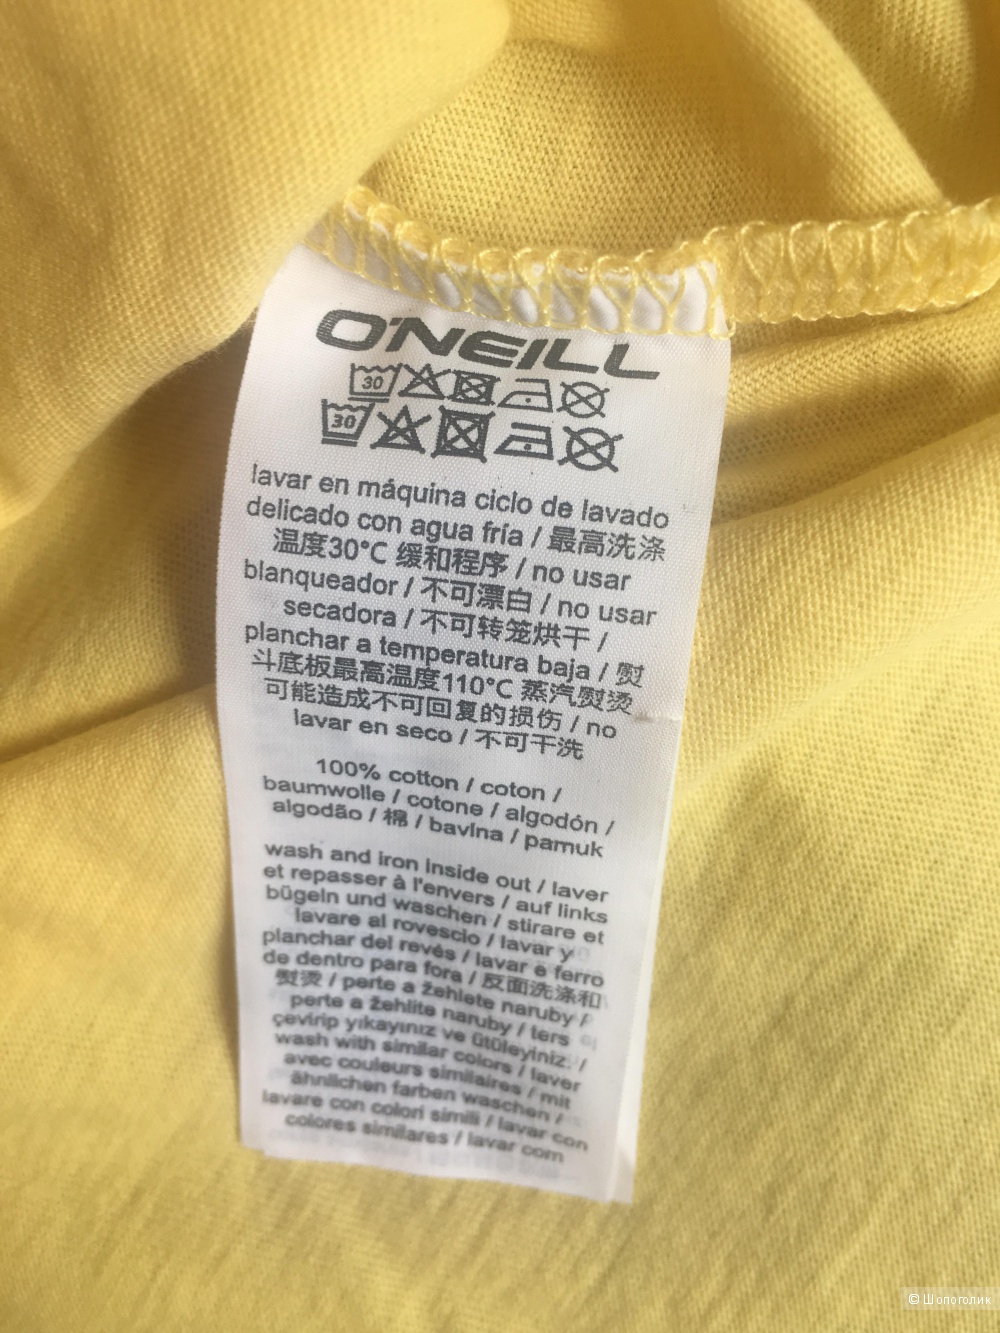 O'NEILL
30
30
lavar en máquina ciclo de lavado
delicado con agua fría / 最高洗涤
温度30°C 缓和程序 / no usar
blanqueador / 不可漂白 / no usar
secadora / 不可转笼烘干 /
planchar a temperatura baja / 熨
斗底板最高温度110°C 蒸汽熨烫
可能造成不可回复的损伤 / no
lavar en seco / 不可干洗
100% cotton / coton /
baumwolle / cotone / algodón /
algodão / 棉 / bavlna / pamuk
wash and iron inside out / laver
et repasser à l'envers / auf links
bügeln und waschen / stirare et
lavare al rovescio / lavar y
planchar del revés / lavar e ferro
de dentro para fora / 反面洗涤和
熨烫 / perte a žehlete naruby /
perte a žehlite naruby / ters
çevirip yıkayınız ve ütüleyiniz. /
wash with similar colors / laver
avec couleurs similaires / mit
ähnlichen farben waschen /
lavare con colori simili / lavar con
colores similares / lavar com
© Шопоголик